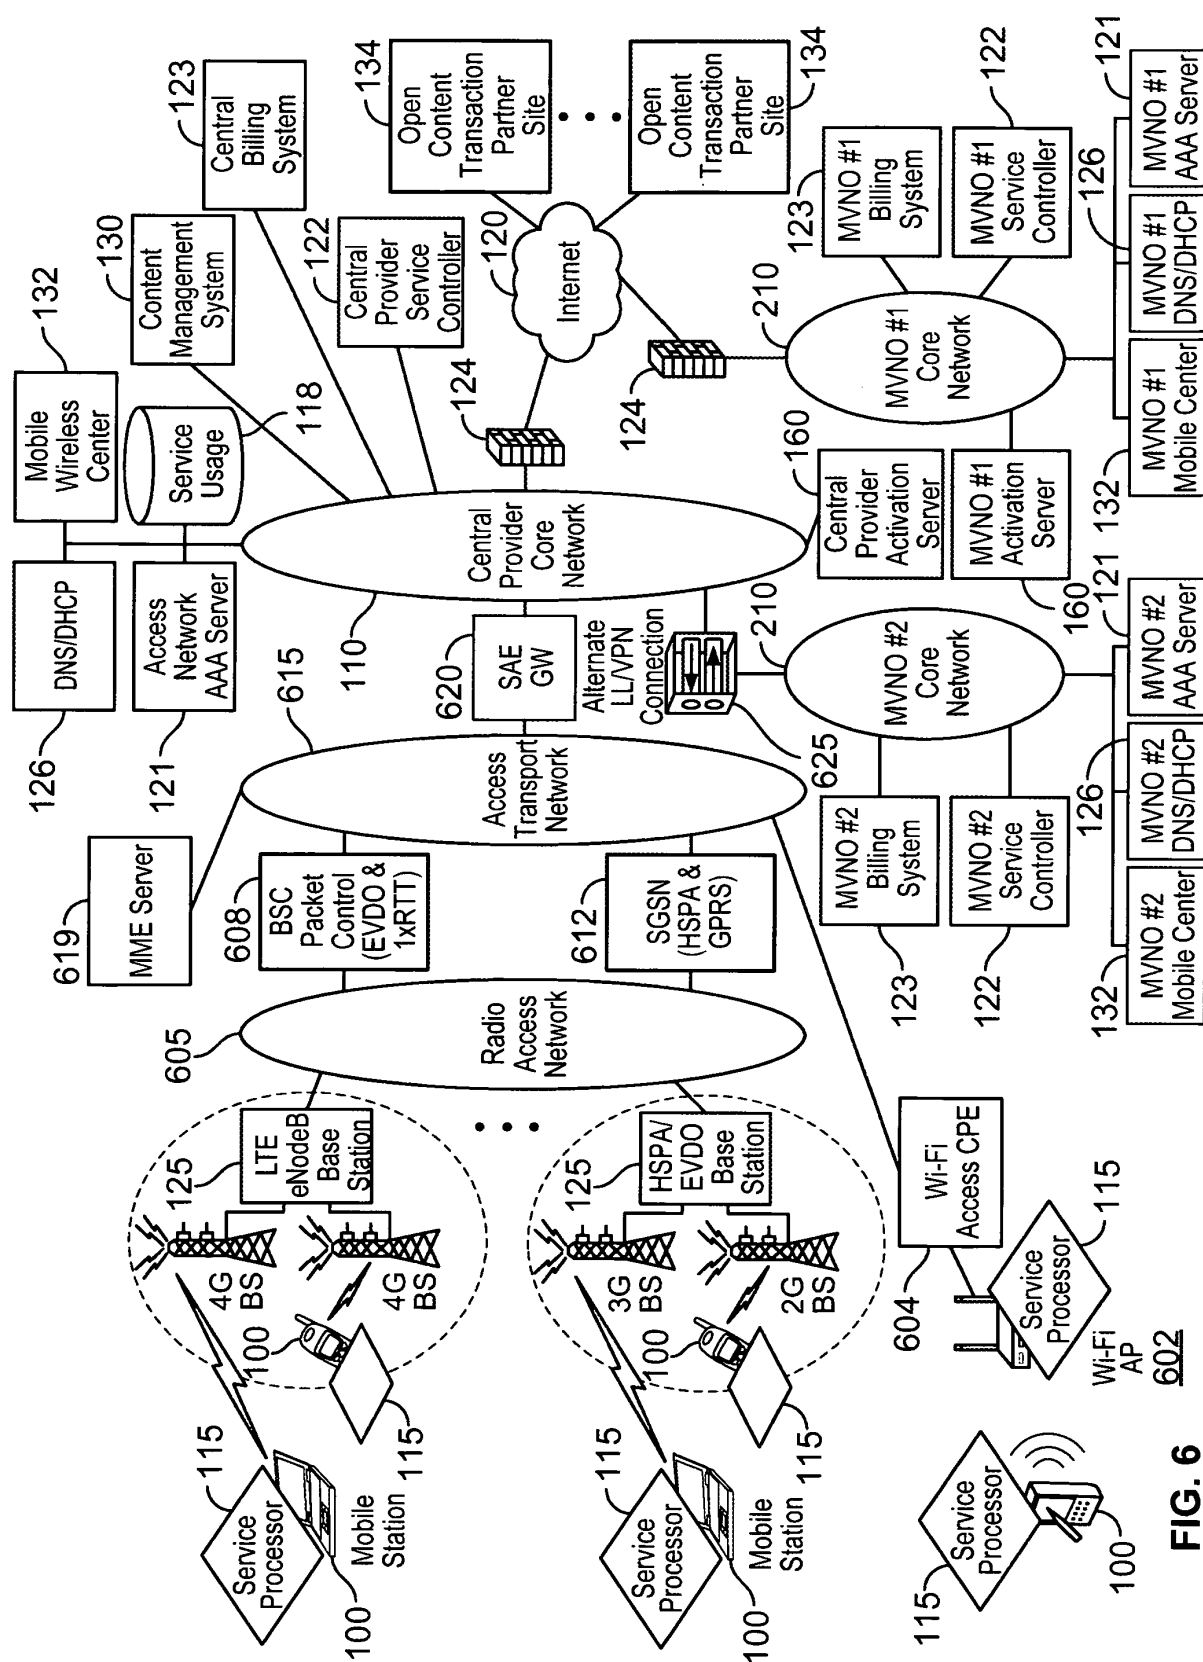 619
MME Server
126
DNS/DHCP
Mobile
Wireless
Center
132
121
Access
Network
AAA Server
Service
Usage
118
Content
Management
System
130
Central
Billing
System
123
605
Radio
Access
Network
608
BSC
Packet
Control
(EVDO &
1xRTT)
612
SGSN
(HSPA &
GPRS)
615
Access
Transport
Network
620
SAE
GW
110
Central
Provider
Core
Network
Central
Provider
Service
Controller
122
124
120
Internet
Open
Content
Transaction
Partner
Site
134
Open
Content
Transaction
Partner
Site
134
Service
Processor
115
100
Mobile
Station
100
115
4G
BS
4G
BS
125
LTE
eNodeB
Base
Station
Service
Processor
115
100
Mobile
Station
100
115
3G
BS
2G
BS
125
HSPA/
EVDO
Base
Station
Alternate
LL/VPN
Connection
625
210
MVNO #2
Core
Network
Central
Provider
Activation
Server
160
MVNO #1
Activation
Server
160
124
210
MVNO #1
Core
Network
MVNO #1
Billing
System
123
MVNO #1
Service
Controller
122
MVNO #2
Billing
System
123
MVNO #2
Service
Controller
122
604
Wi-Fi
Access CPE
Service
Processor
115
Wi-Fi
AP
602
Service
Processor
115
100
132
MVNO #2
Mobile Center
126
MVNO #2
DNS/DHCP
121
MVNO #2
AAA Server
132
MVNO #1
Mobile Center
126
MVNO #1
DNS/DHCP
121
MVNO #1
AAA Server
FIG. 6